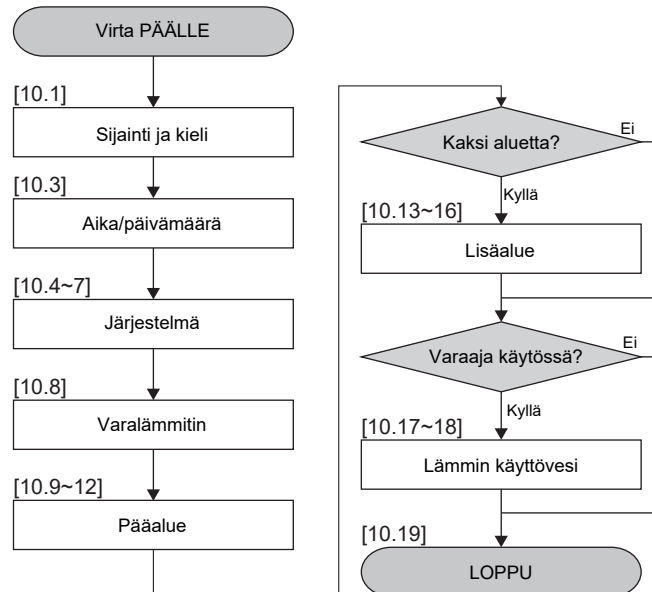 Virta PÄÄLLE
[10.1]
Sijainti ja kieli
[10.3]
Aika/päivämäärä
[10.4~7]
Järjestelmä
[10.8]
Varalämmitin
[10.9~12]
Pääalue
Kaksi aluetta?
Ei
Kyllä
[10.13~16]
Lisäalue
Varaaja käytössä?
Ei
Kyllä
[10.17~18]
Lämmin käyttövesi
[10.19]
LOPPU